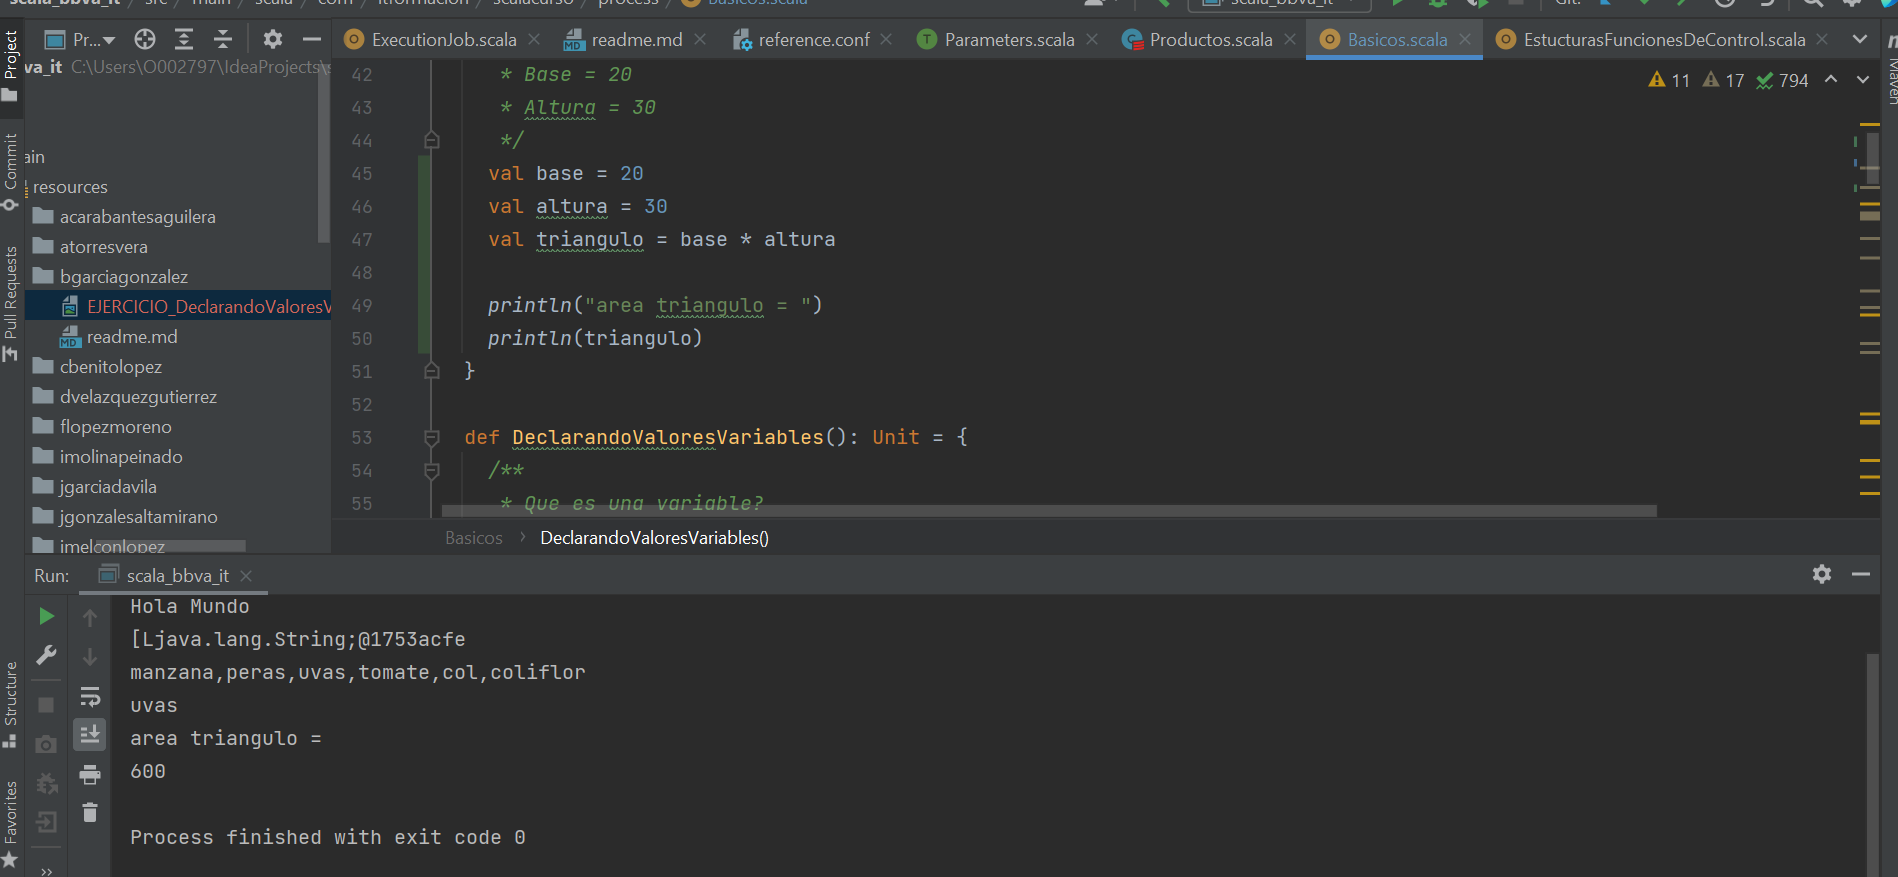 scala_bbva_it / src / main / scala / com / itformacion / scalacurso / process / Basicos.scala
scala_bbva_it
Git:
Project
Pr...
ExecutionJob.scala
readme.md
reference.conf
Parameters.scala
Productos.scala
Basicos.scala
EstucturasFuncionesDeControl.scala
Maven
va_it C:\Users\O002797\IdeaProjects\s
ain
resources
acarabantesaguilera
atorresvera
bgarciagonzalez
EJERCICIO_DeclarandoValoresV
readme.md
cbenitolopez
dvelazquezgutierrez
flopezmoreno
imolinapeinado
jgarciadavila
jgonzalesaltamirano
imelconlopez
Commit
Pull Requests
11 17 794
42 * Base = 20
43 * Altura = 30
44 */
45 val base = 20
46 val altura = 30
47 val triangulo = base * altura
48
49 println("area triangulo = ")
50 println(triangulo)
51 }
52
53 def DeclarandoValoresVariables(): Unit = {
54 /**
55 * Que es una variable?
Basicos › DeclarandoValoresVariables()
Run: scala_bbva_it
Structure
Favorites
Hola Mundo
[Ljava.lang.String;@1753acfe
manzana,peras,uvas,tomate,col,coliflor
uvas
area triangulo =
600
Process finished with exit code 0